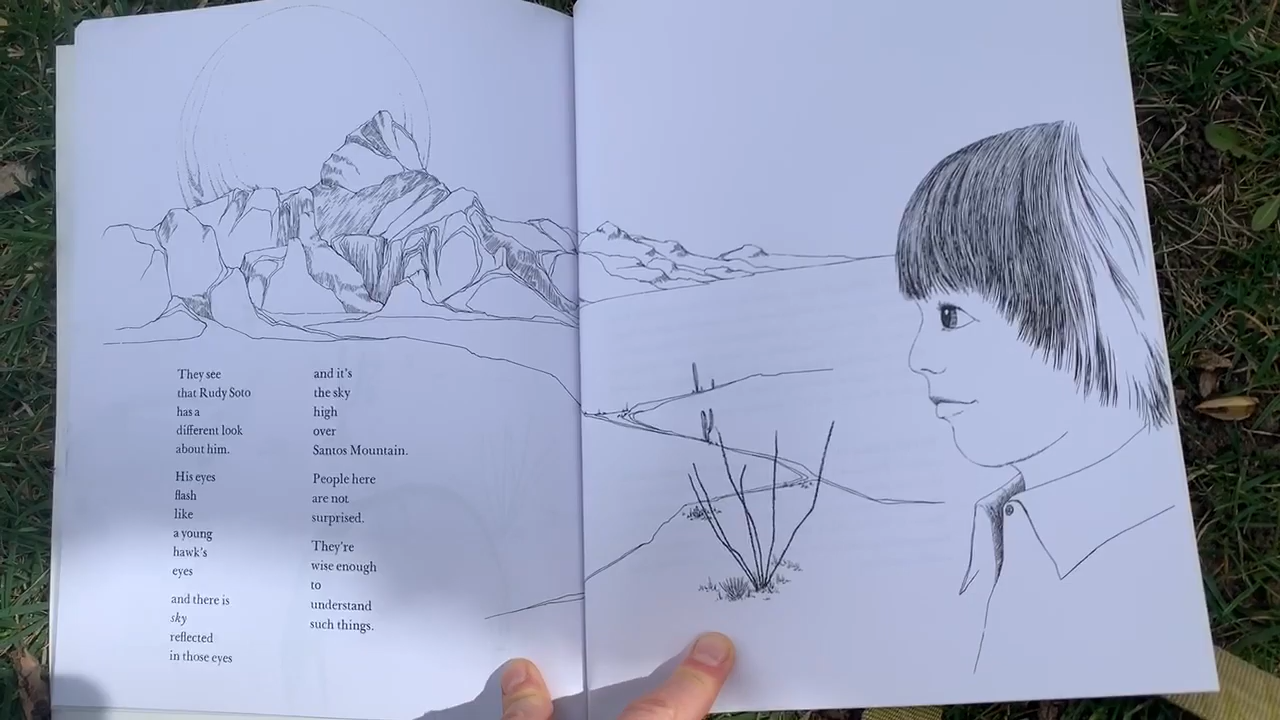 They see
that Rudy Soto
has a
different look
about him.
His eyes
flash
like
a young
hawk's
eyes
and there is
sky
reflected
in those eyes
and it's
the sky
high
over
Santos Mountain.
People here
are not
surprised.
They're
wise enough
to
understand
such things.